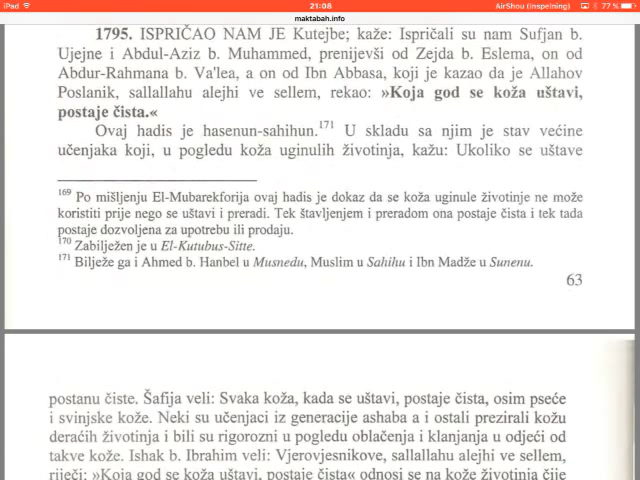 iPad
21:08
AirShou (inspelning)
77 %
maktabah.info
1795. ISPRIČAO NAM JE Kutejbe; kaže: Ispričali su nam Sufjan b.
Ujejne i Abdul-Aziz b. Muhammed, prenijevši od Zejda b. Eslema, on od
Abdur-Rahmana b. Va'lea, a on od Ibn Abbasa, koji je kazao da je Allahov
Poslanik, sallallahu alejhi ve sellem, rekao: »Koja god se koža uštavi,
postaje čista.«
Ovaj hadis je hasenun-sahihun.171 U skladu sa njim je stav većine
učenjaka koji, u pogledu koža uginulih životinja, kažu: Ukoliko se uštave
169 Po mišljenju El-Mubarekforija ovaj hadis je dokaz da se koža uginule životinje ne može
koristiti prije nego se uštavi i preradi. Tek štavljenjem i preradom ona postaje čista i tek tada
postaje dozvoljena za upotrebu ili prodaju.
170 Zabilježen je u El-Kutubus-Sitte.
171 Bilježe ga i Ahmed b. Hanbel u Musnedu, Muslim u Sahihu i Ibn Madže u Sunenu.
63
postanu čiste. Šafija veli: Svaka koža, kada se uštavi, postaje čista, osim pseće
i svinjske kože. Neki su učenjaci iz generacije ashaba a i ostali prezirali kožu
deraćih životinja i bili su rigorozni u pogledu oblačenja i klanjanja u odjeći od
takve kože. Ishak b. Ibrahim veli: Vjerovjesnikove, sallallahu alejhi ve sellem,
riječi: »Koja god se koža uštavi, postaje čista« odnosi se na kože životinja čije